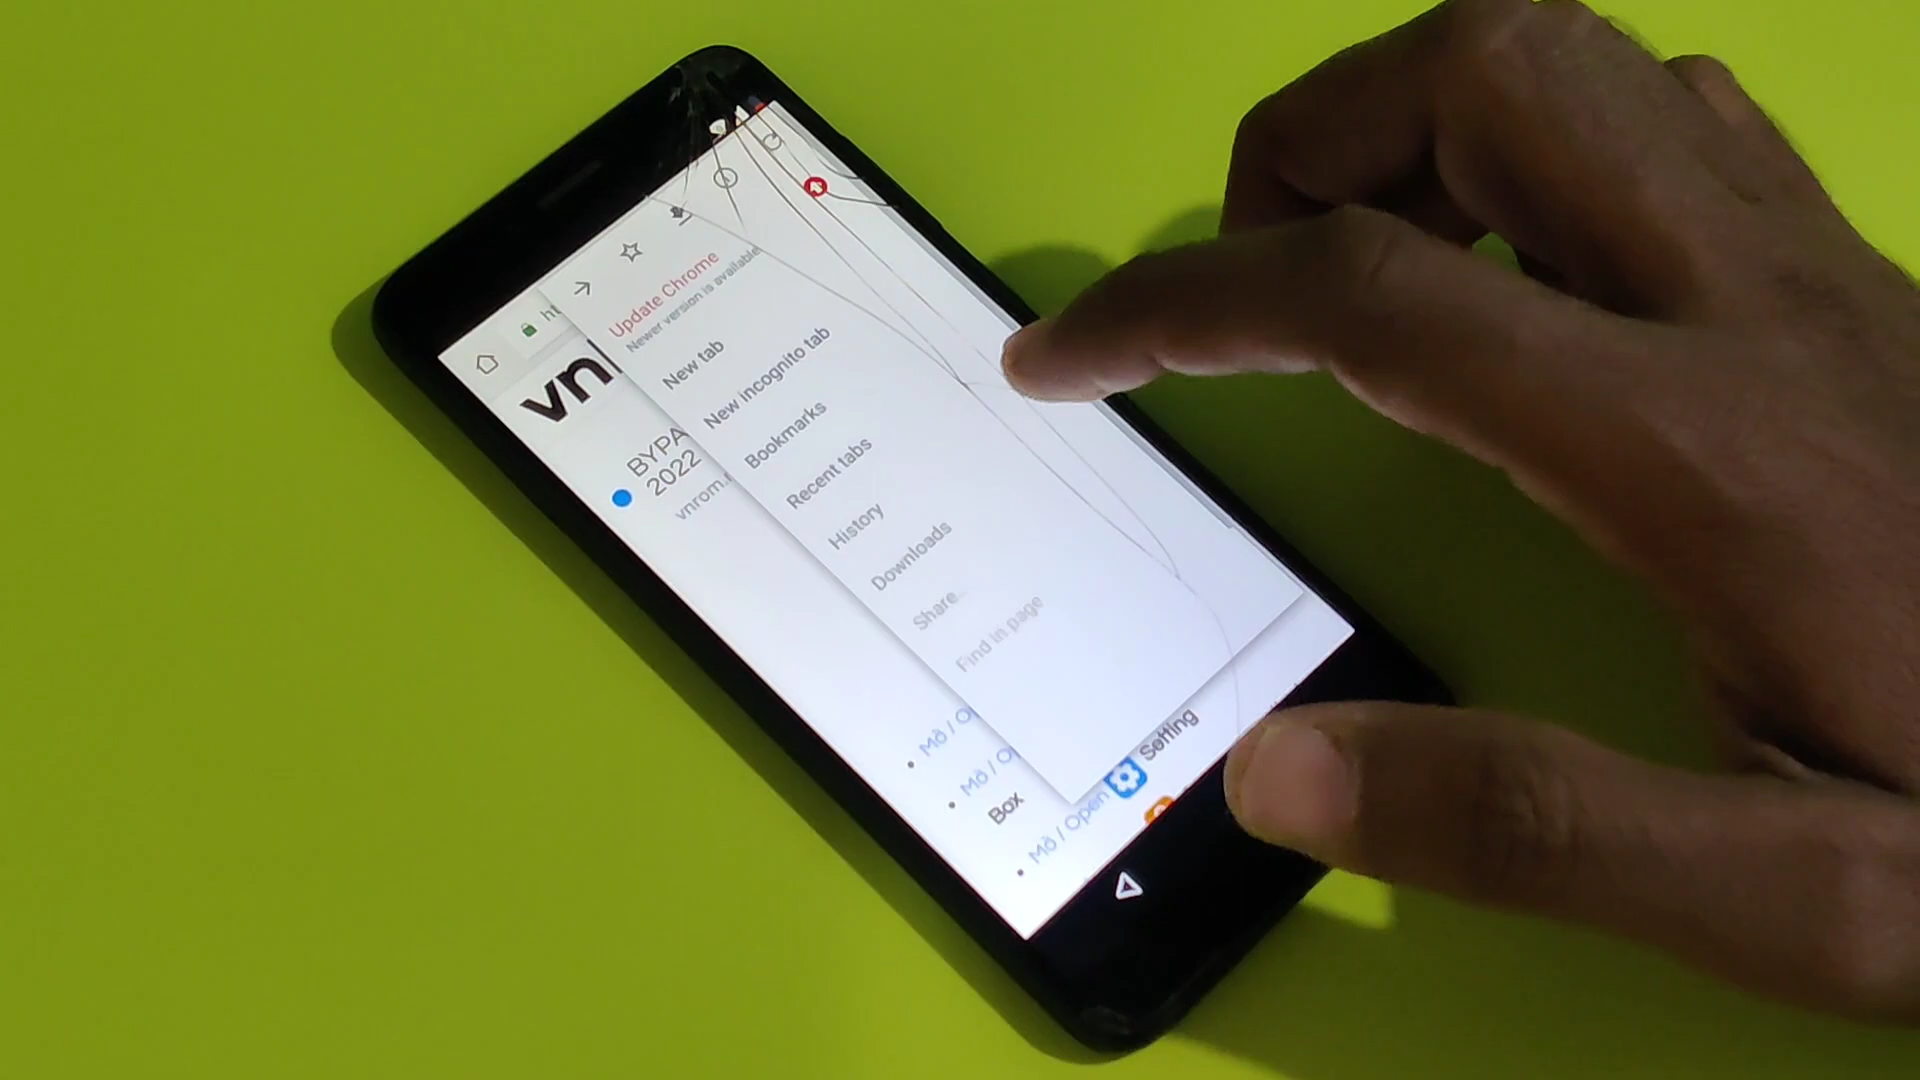 Update Chrome
Newer version is available
New tab
New incognito tab
Bookmarks
Recent tabs
History
Downloads
Share...
Find in page
BYPA
2022
vnrom.
Mở / O
Mở / Op
Box
Mở / Open Setting